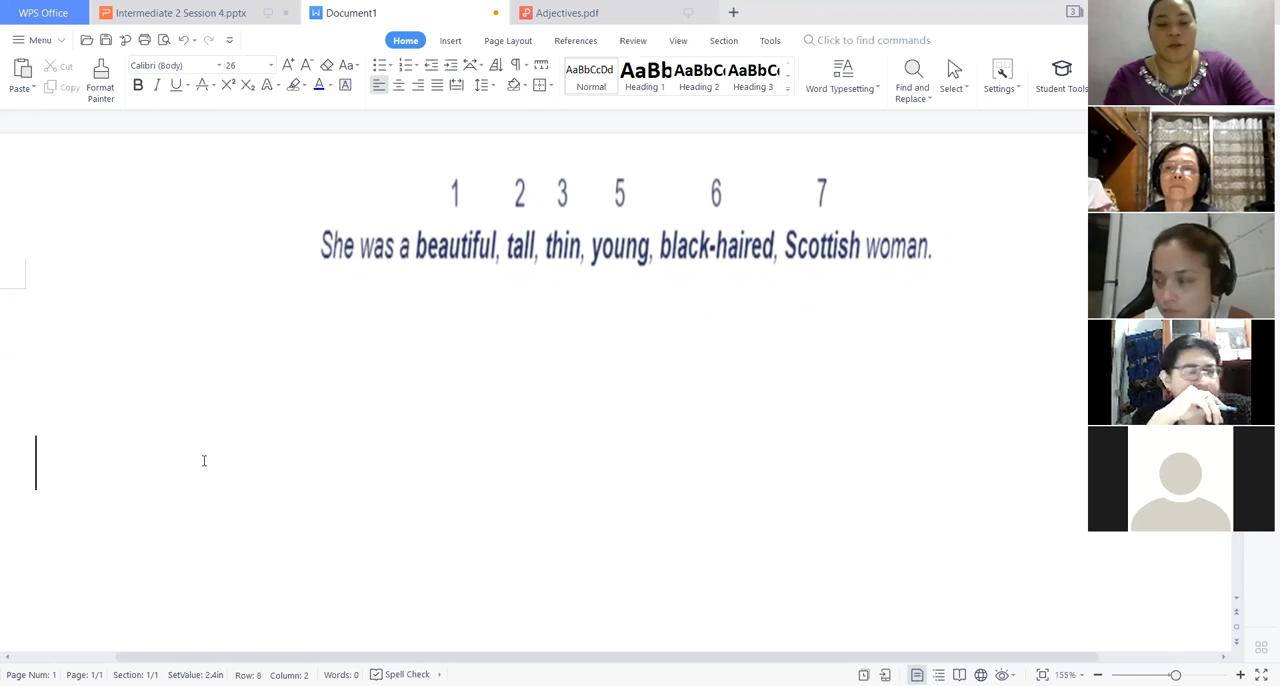 WPS Office
Intermediate 2 Session 4.pptx
Document1
Adjectives.pdf
3
Menu
Home
Insert
Page Layout
References
Review
View
Section
Tools
Click to find commands
Paste
Cut
Copy
Format Painter
Calibri (Body)
26
AaBbCcDd
Normal
AaBb
Heading 1
AaBbCc
Heading 2
AaBbCc
Heading 3
Word Typesetting
Find and Replace
Select
Settings
Student Tools
1 2 3 5 6 7
She was a beautiful, tall, thin, young, black-haired, Scottish woman.
Page Num: 1 Page: 1/1 Section: 1/1 SetValue: 2.4in Row: 8 Column: 2 Words: 0 Spell Check
155%